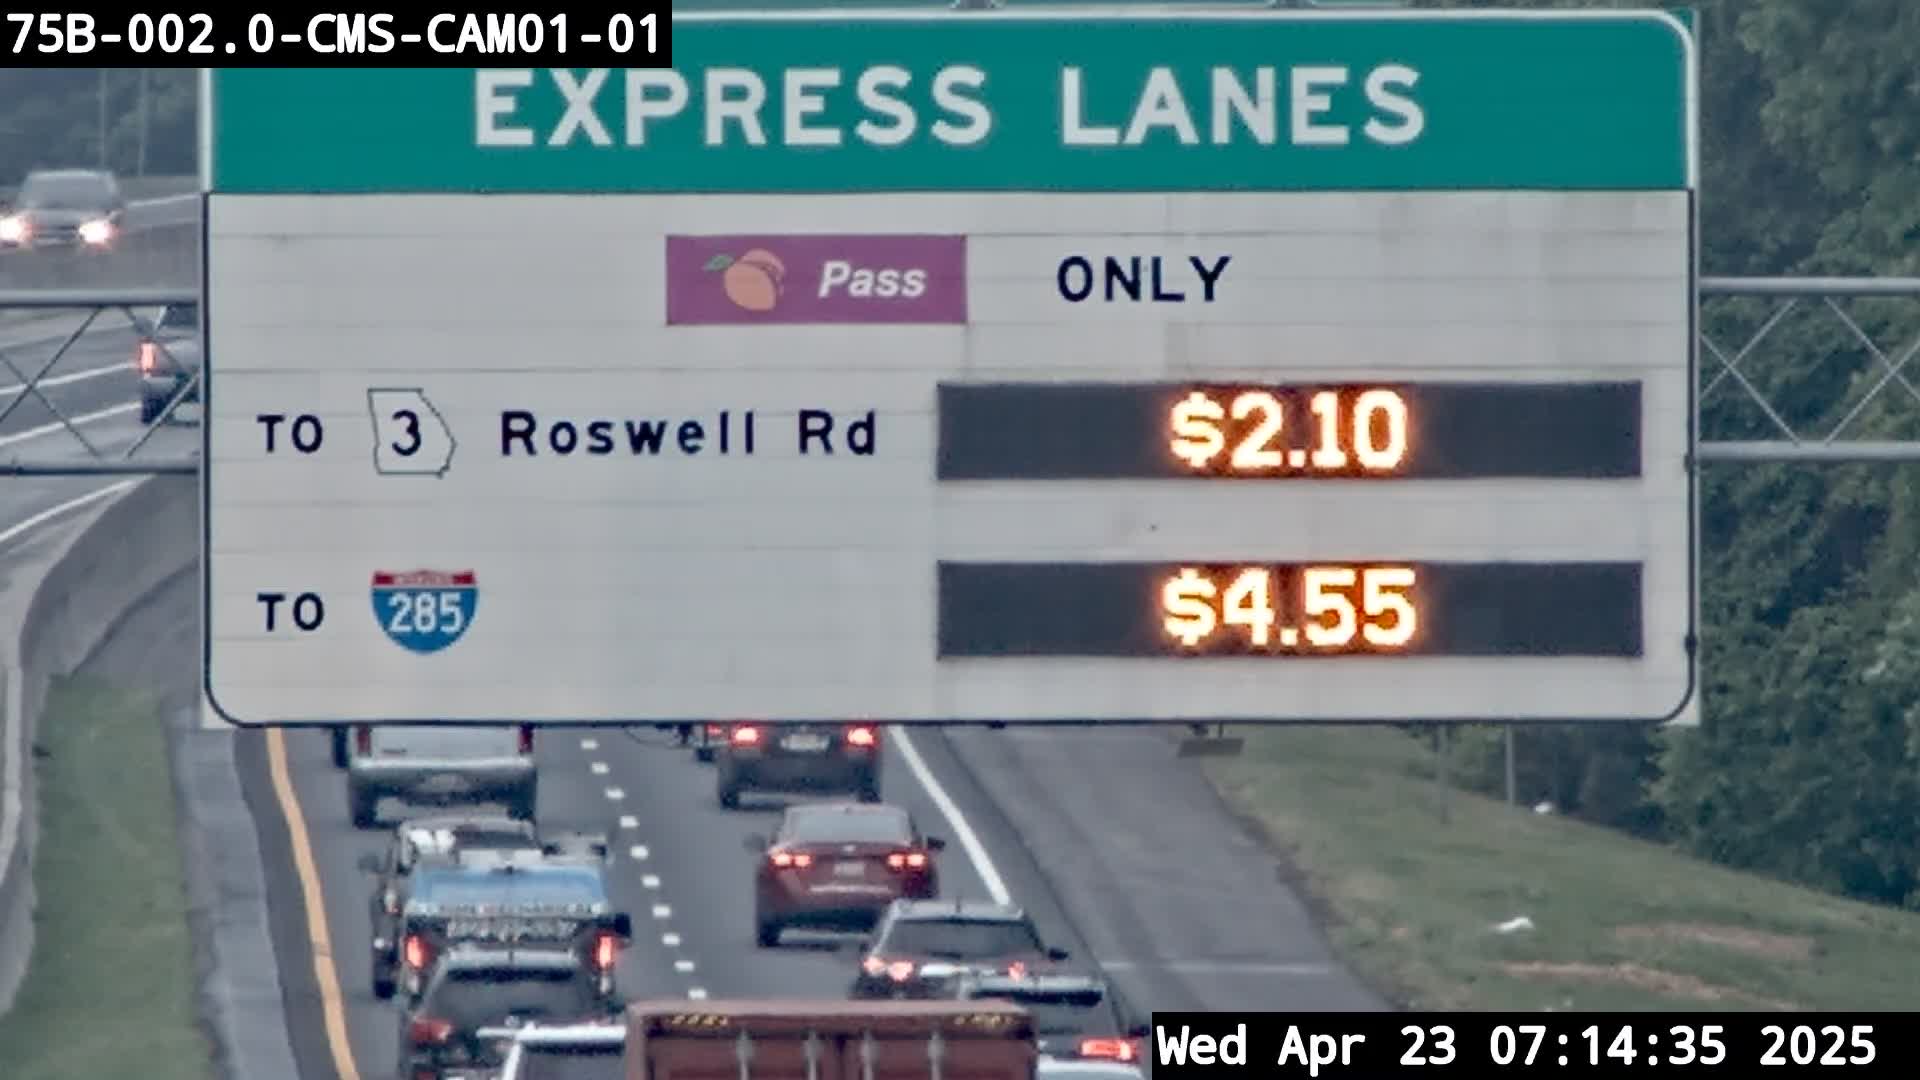 75B-002.0-CMS-CAM01-01
EXPRESS LANES
Pass ONLY
TO 3 Roswell Rd $2.10
TO 285 $4.55
Wed Apr 23 07:14:35 2025